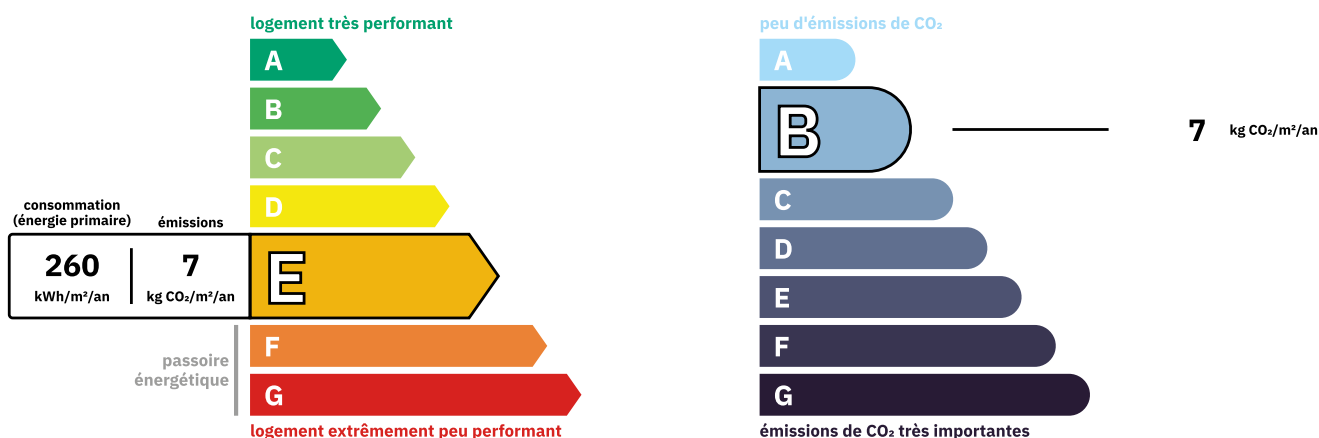 logement très performant
A
B
C
D
consommation
(énergie primaire)
émissions
260
kWh/m²/an
7
kg CO₂/m²/an
E
F
passoire
énergétique
G
logement extrêmement peu performant
peu d'émissions de CO₂
A
B
7 kg CO₂/m²/an
C
D
E
F
G
émissions de CO₂ très importantes